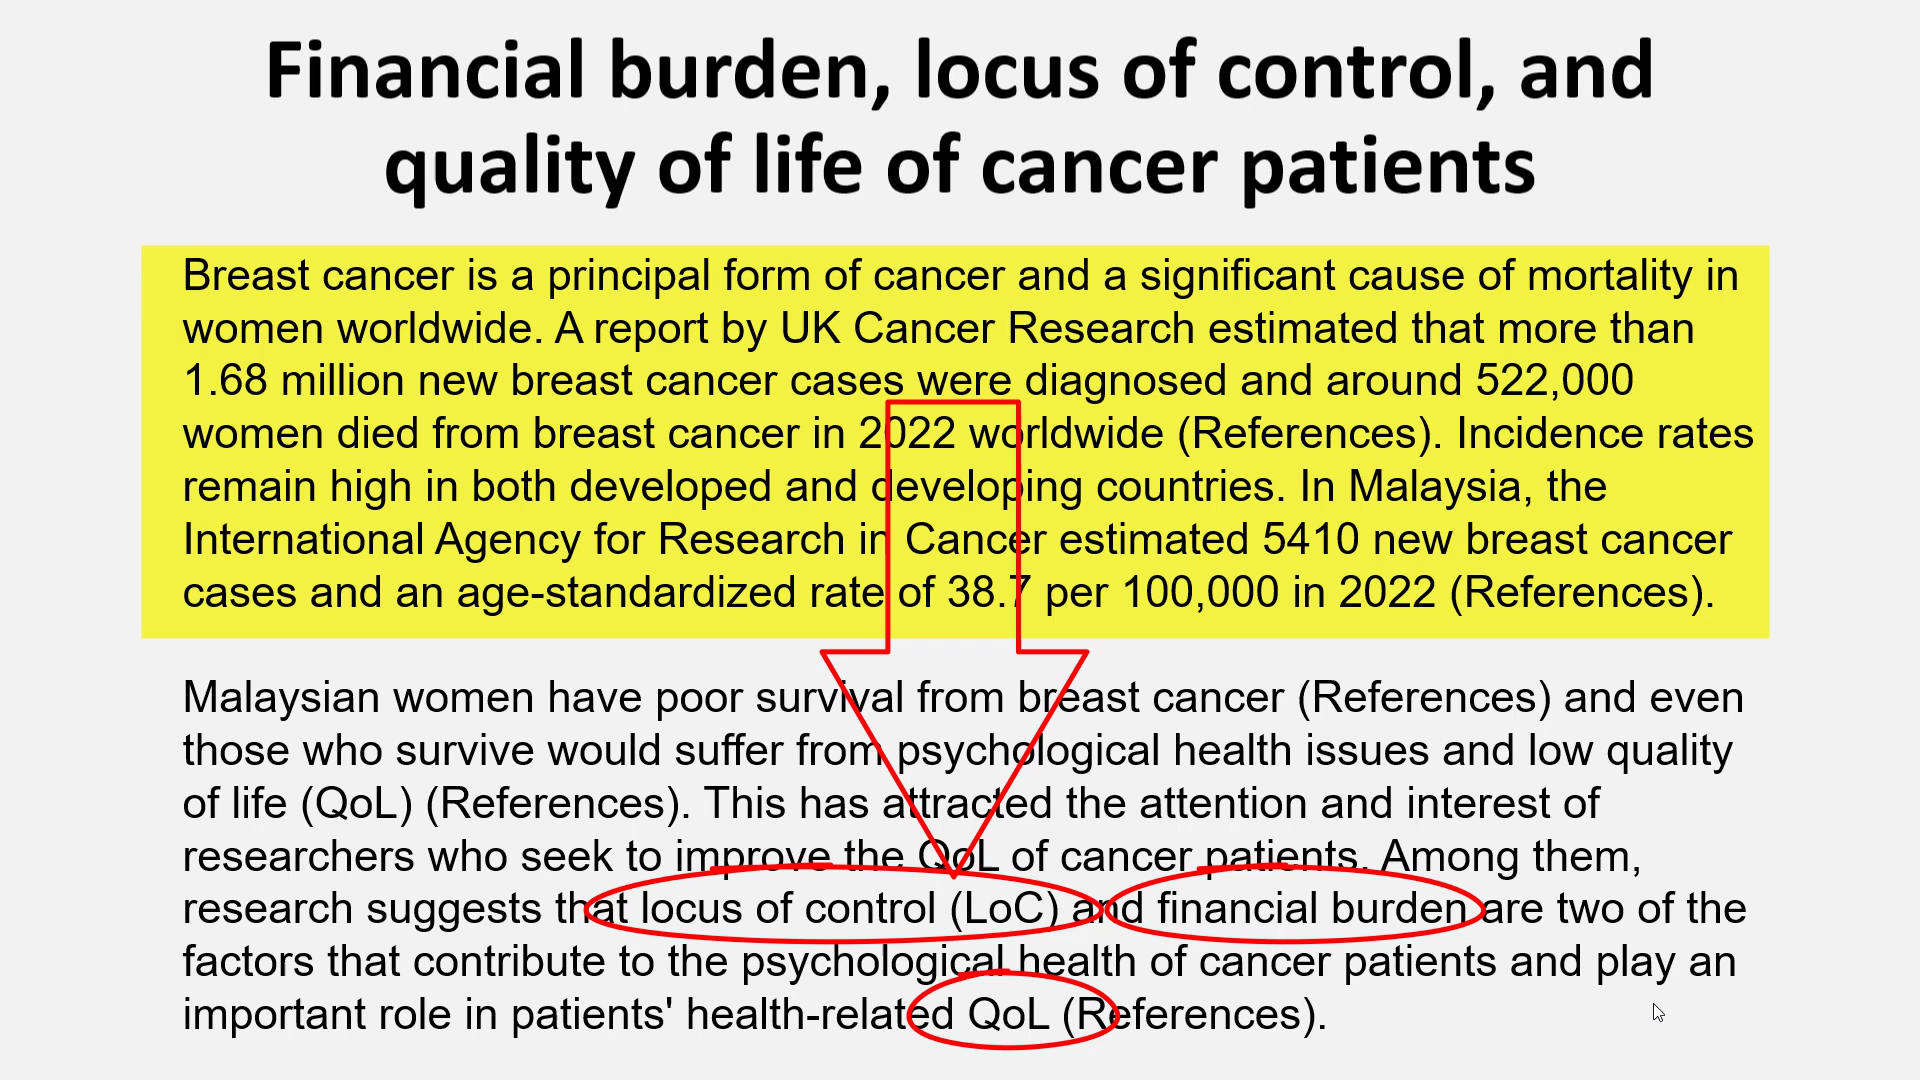 Financial burden, locus of control, and
quality of life of cancer patients
Breast cancer is a principal form of cancer and a significant cause of mortality in
women worldwide. A report by UK Cancer Research estimated that more than
1.68 million new breast cancer cases were diagnosed and around 522,000
women died from breast cancer in 2022 worldwide (References). Incidence rates
remain high in both developed and developing countries. In Malaysia, the
International Agency for Research in Cancer estimated 5410 new breast cancer
cases and an age-standardized rate of 38.7 per 100,000 in 2022 (References).
Malaysian women have poor survival from breast cancer (References) and even
those who survive would suffer from psychological health issues and low quality
of life (QoL) (References). This has attracted the attention and interest of
researchers who seek to improve the QoL of cancer patients. Among them,
research suggests that locus of control (LoC) and financial burden are two of the
factors that contribute to the psychological health of cancer patients and play an
important role in patients' health-related QoL (References).